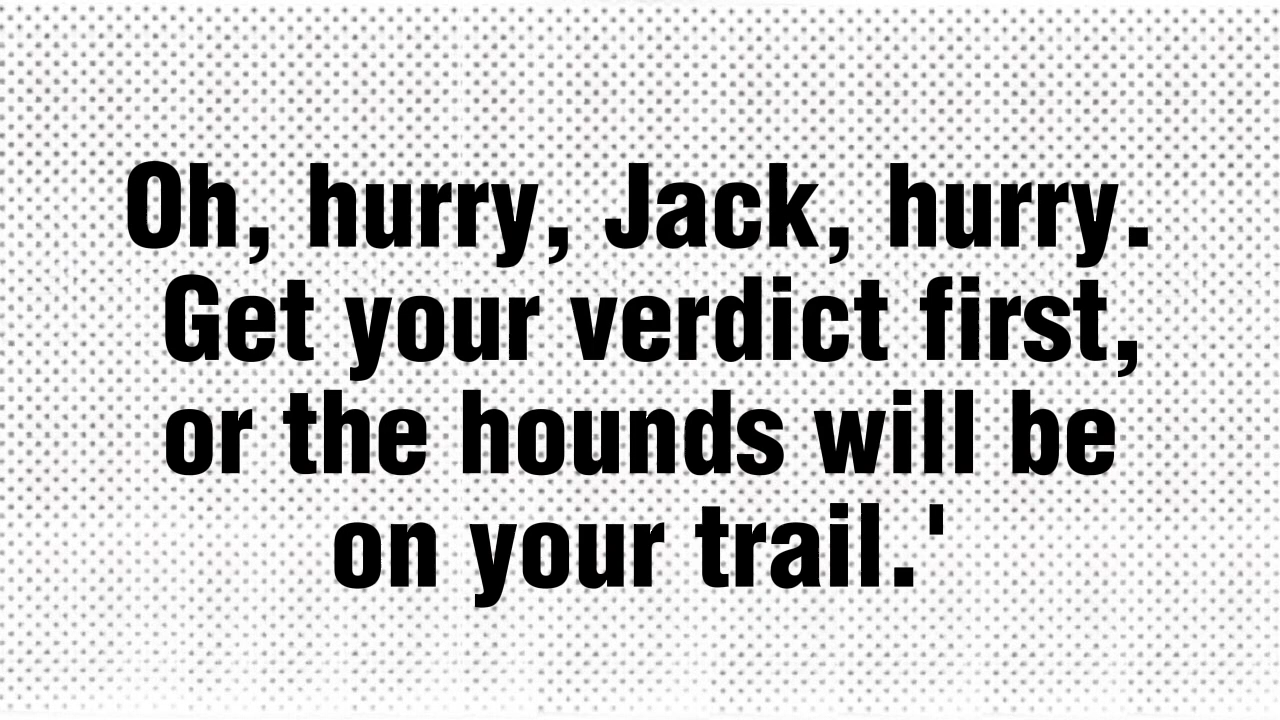 Oh, hurry, Jack, hurry.
Get your verdict first,
or the hounds will be
on your trail.'